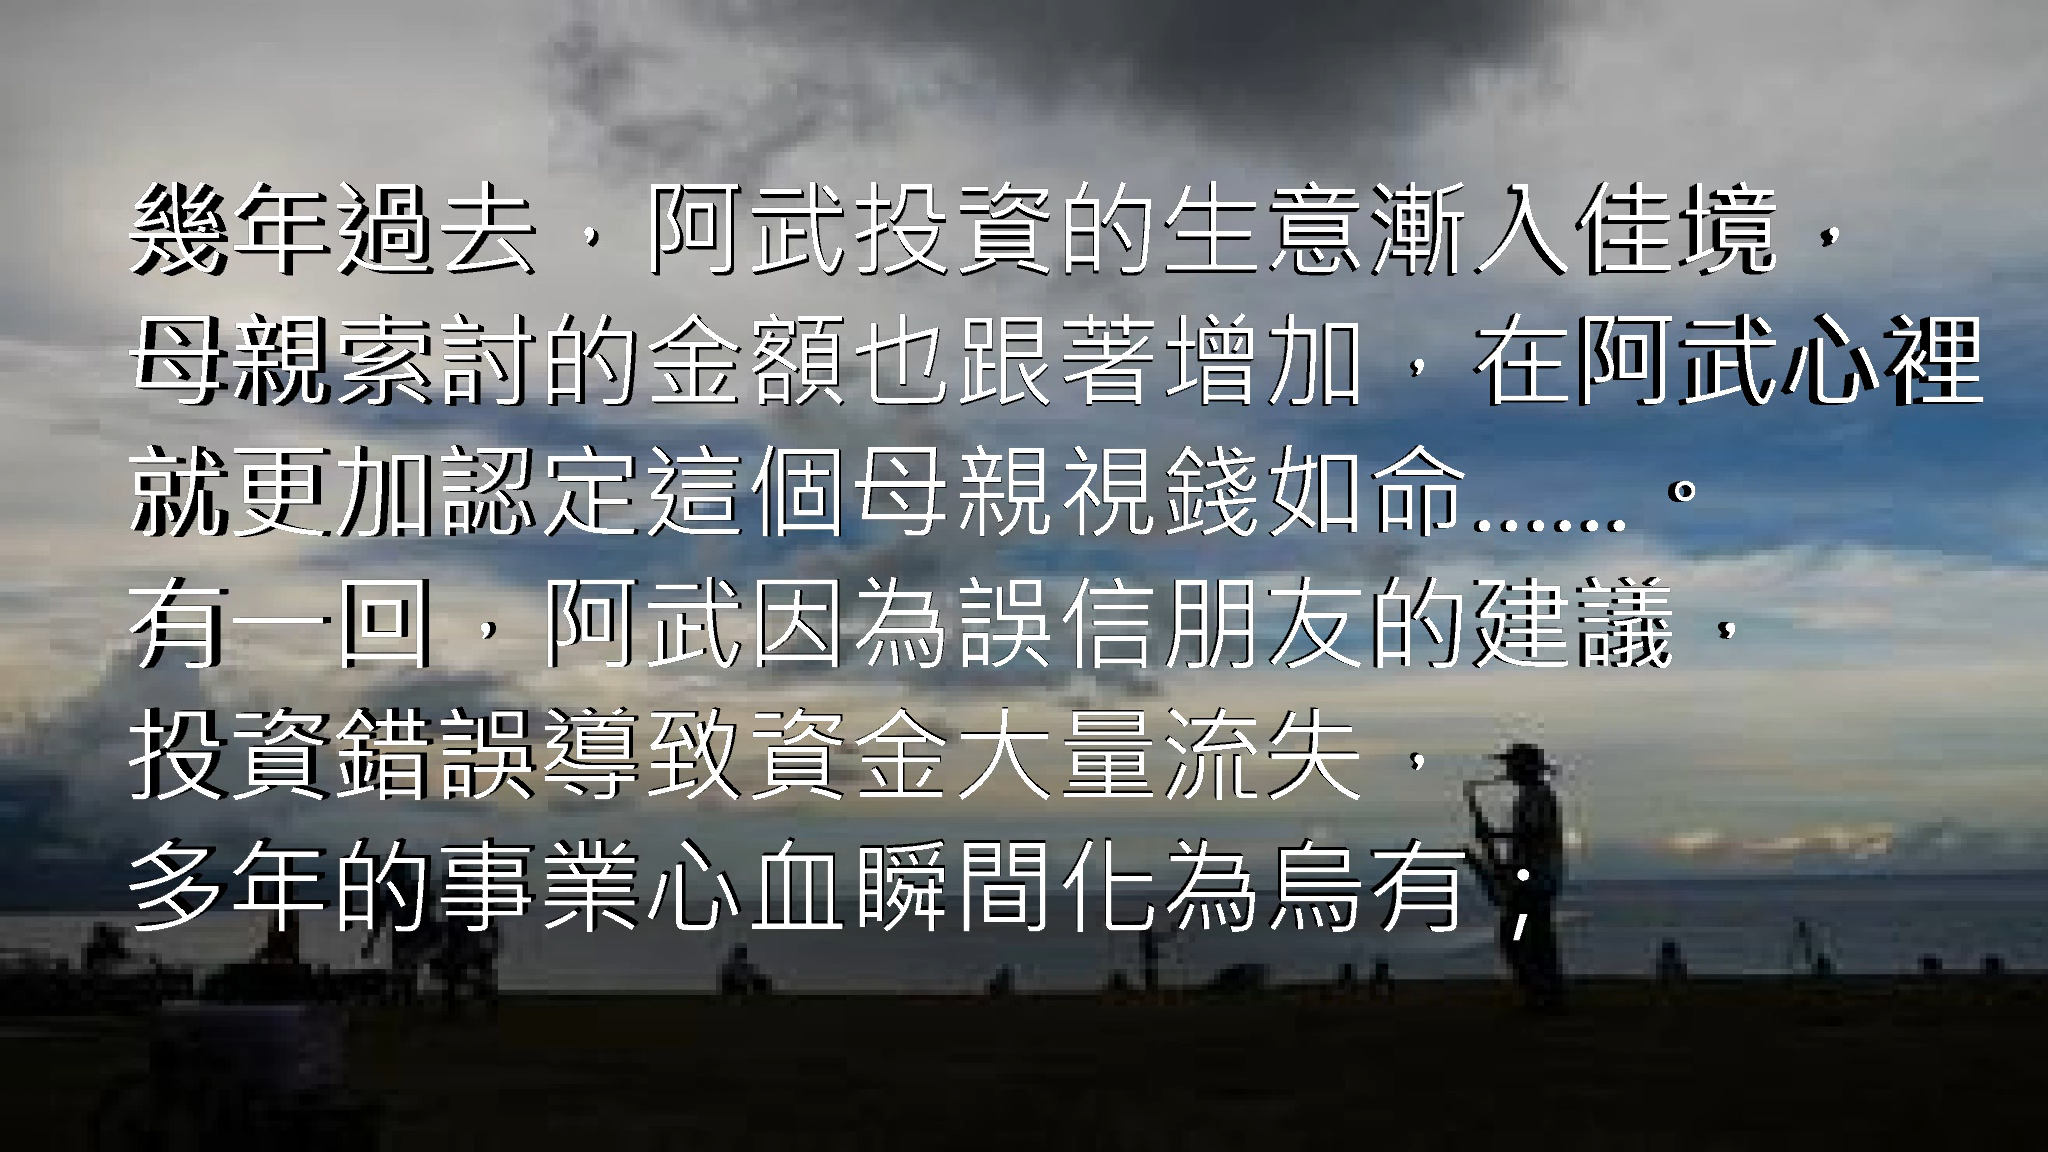 幾年過去，阿武投資的生意漸入佳境，
母親索討的金額也跟著增加，在阿武心裡
就更加認定這個母親視錢如命……。
有一回，阿武因為誤信朋友的建議，
投資錯誤導致資金大量流失，
多年的事業心血瞬間化為烏有；